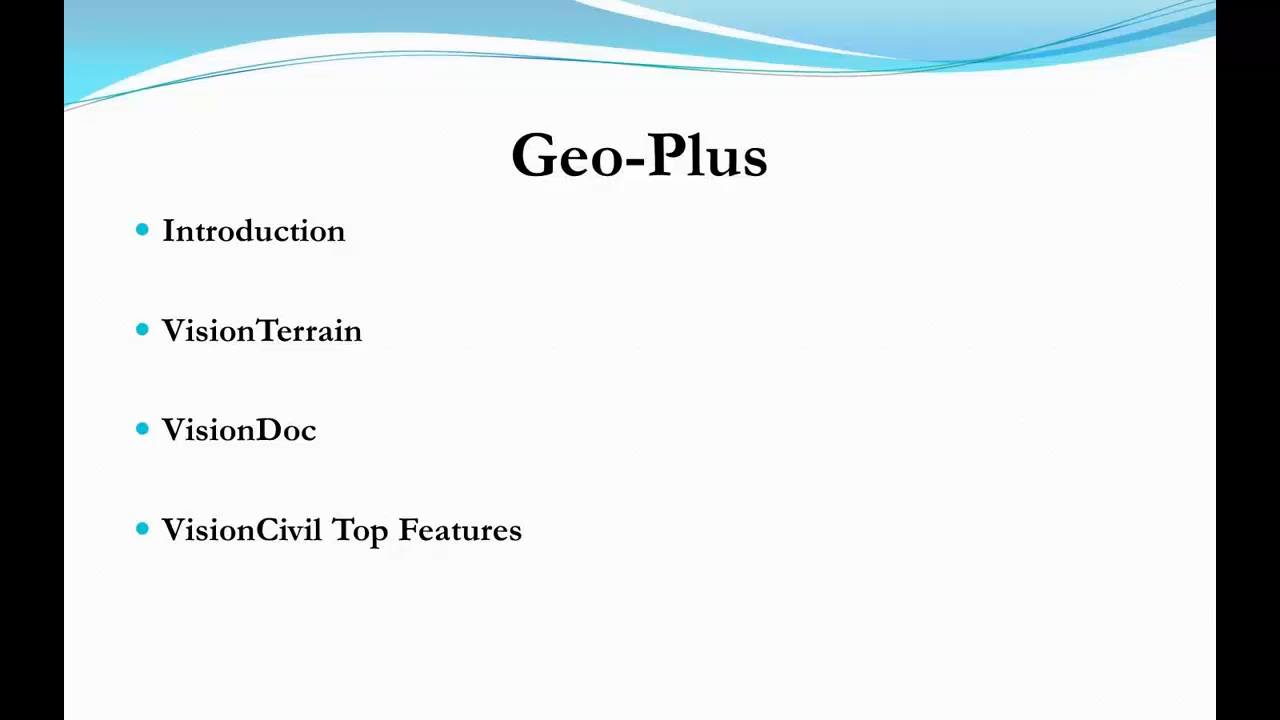 Geo-Plus
Introduction
VisionTerrain
VisionDoc
VisionCivil Top Features